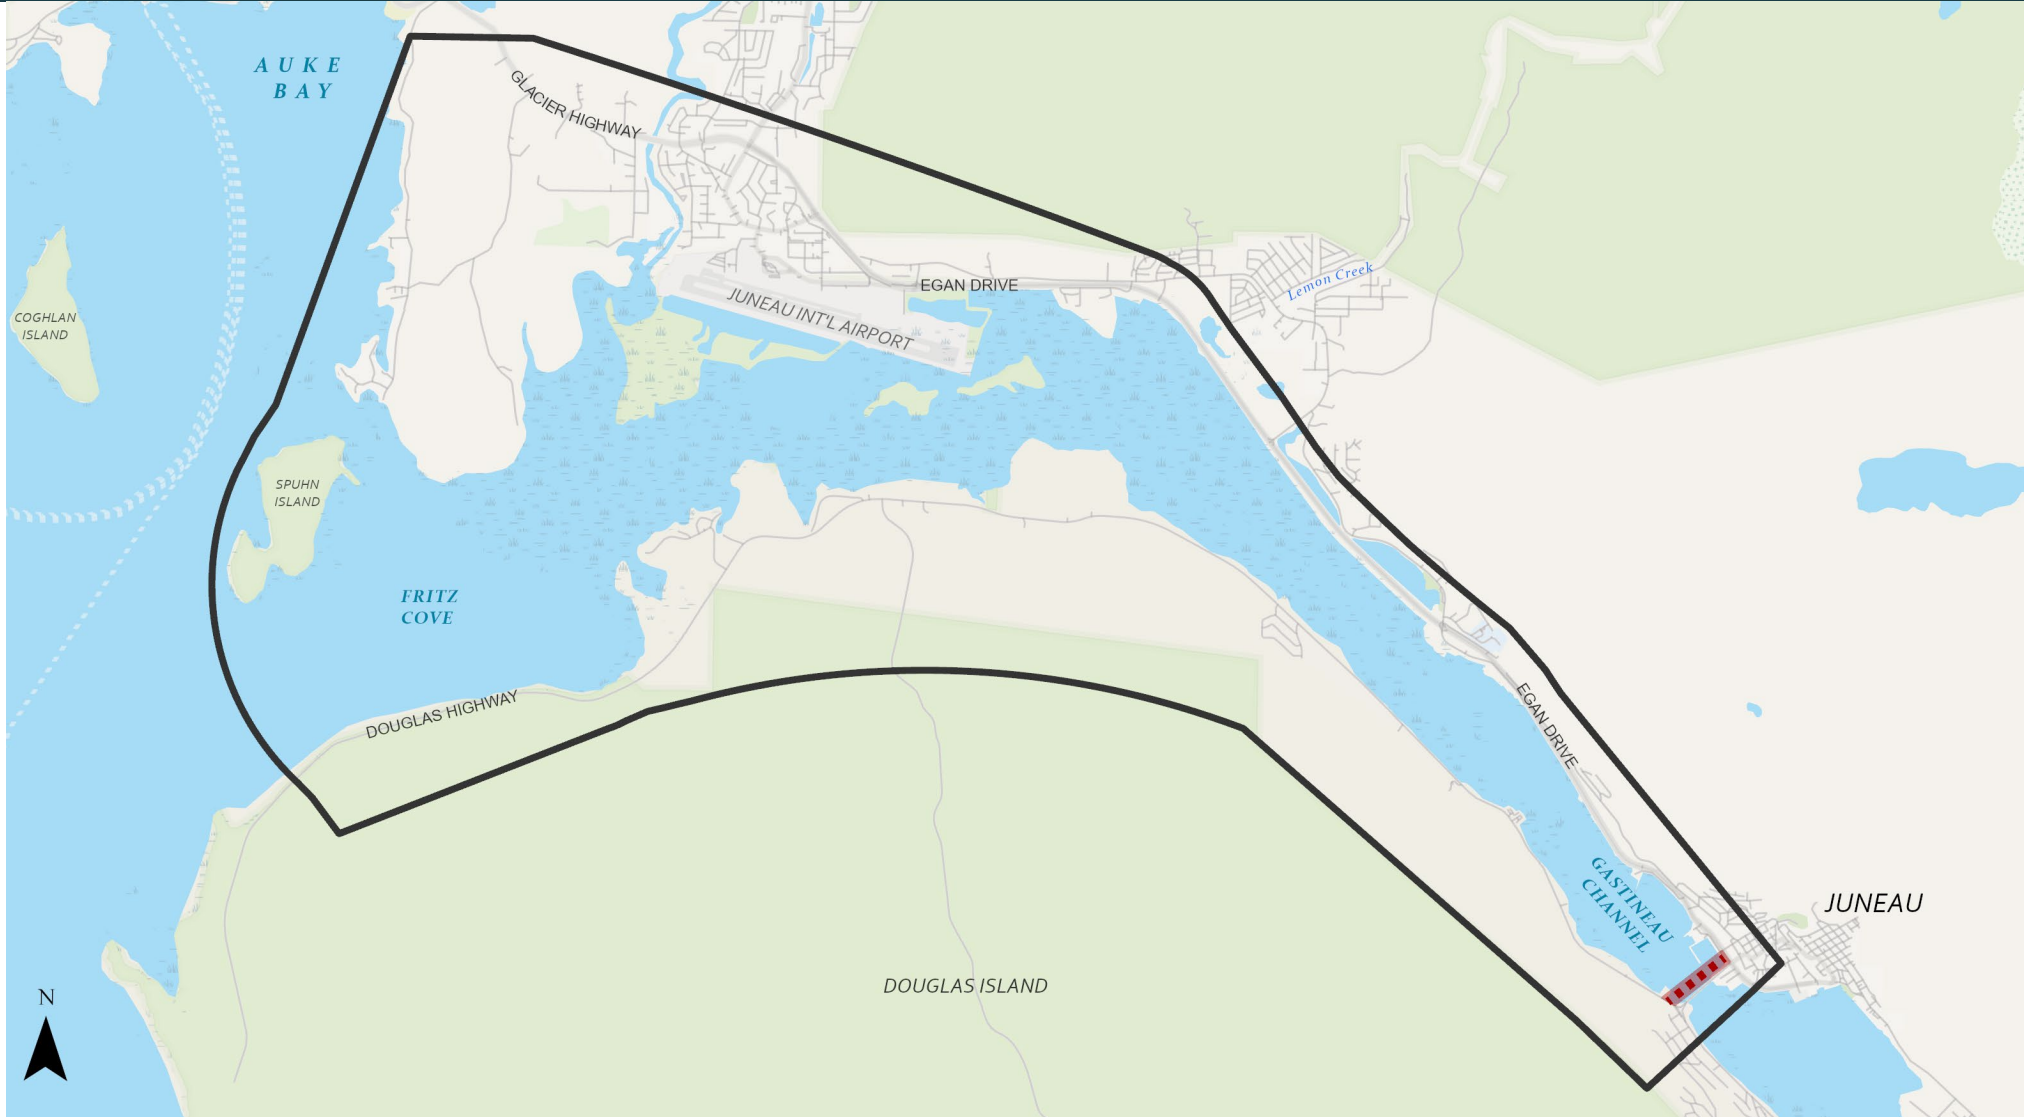 AUKE
BAY
GLACIER HIGHWAY
Lemon Creek
EGAN DRIVE
JUNEAU INT'L AIRPORT
COGHLAN
ISLAND
SPUHN
ISLAND
FRITZ
COVE
DOUGLAS HIGHWAY
EGAN DRIVE
GASTINEAU
CHANNEL
JUNEAU
DOUGLAS ISLAND
N